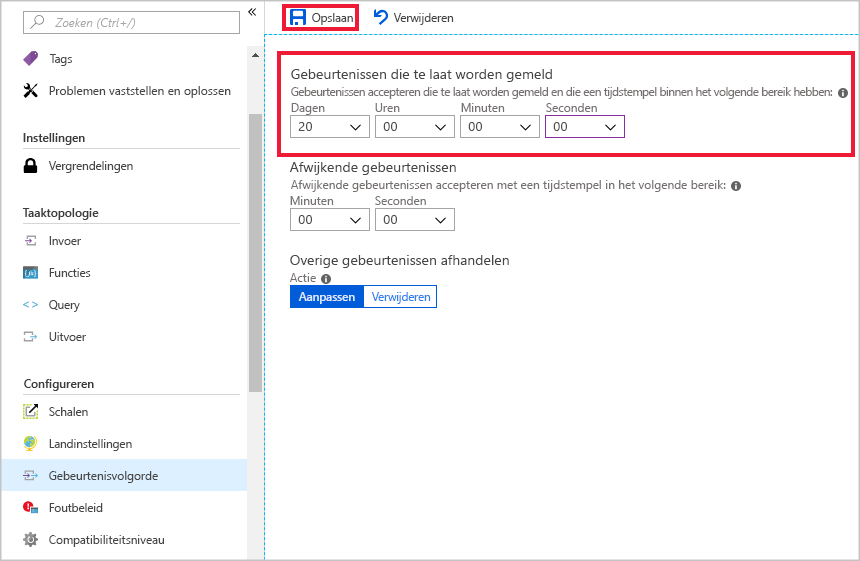 Zoeken (Ctrl+/)
«
Tags
Problemen vaststellen en oplossen
Instellingen
Vergrendelingen
Taaktopologie
Invoer
Functies
Query
Uitvoer
Configureren
Schalen
Landinstellingen
Gebeurtenisvolgorde
Foutbeleid
Compatibiliteitsniveau
Opslaan Verwijderen
Gebeurtenissen die te laat worden gemeld
Gebeurtenissen accepteren die te laat worden gemeld en die een tijdstempel binnen het volgende bereik hebben:
Dagen Uren Minuten Seconden
20 00 00 00
Afwijkende gebeurtenissen
Afwijkende gebeurtenissen accepteren met een tijdstempel in het volgende bereik:
Minuten Seconden
00 00
Overige gebeurtenissen afhandelen
Actie
Aanpassen Verwijderen